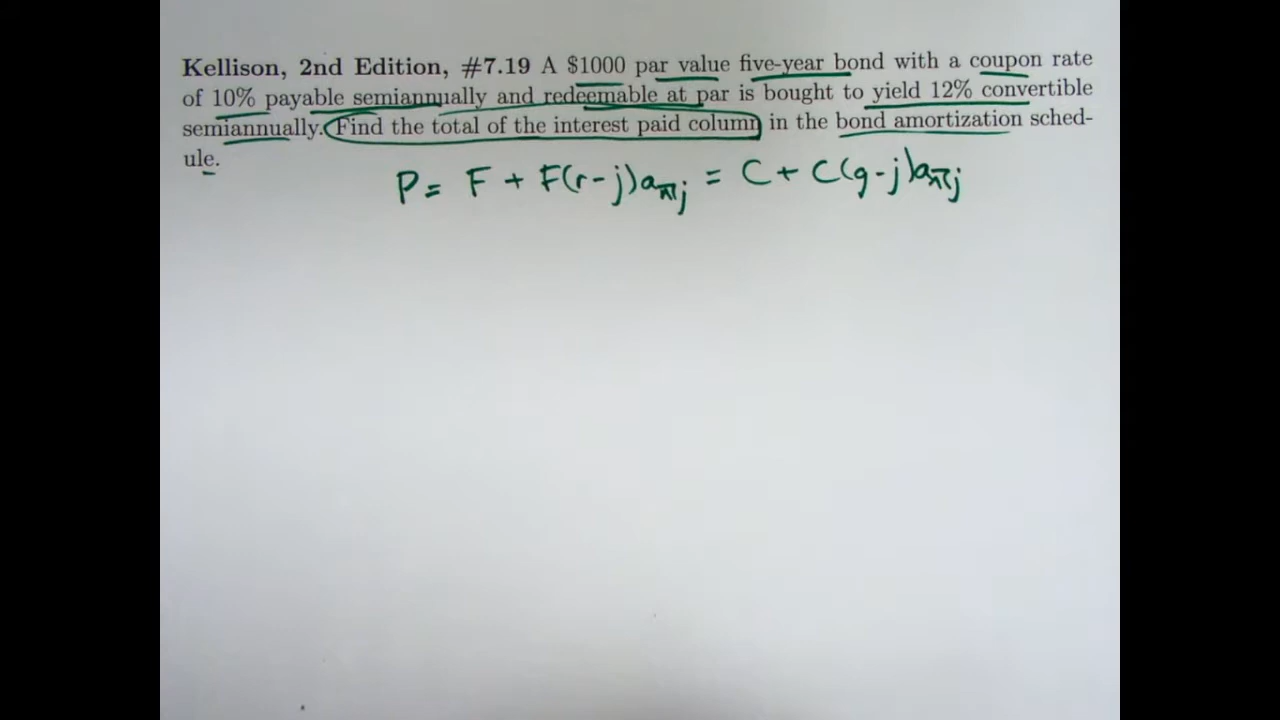 Kellison, 2nd Edition, #7.19 A $1000 par value five-year bond with a coupon rate
of 10% payable semiannually and redeemable at par is bought to yield 12% convertible
semiannually. Find the total of the interest paid column in the bond amortization sched-
ule.
P = F + F(r-j)a_n̅|j = C + C(g-j)a_n̅|j